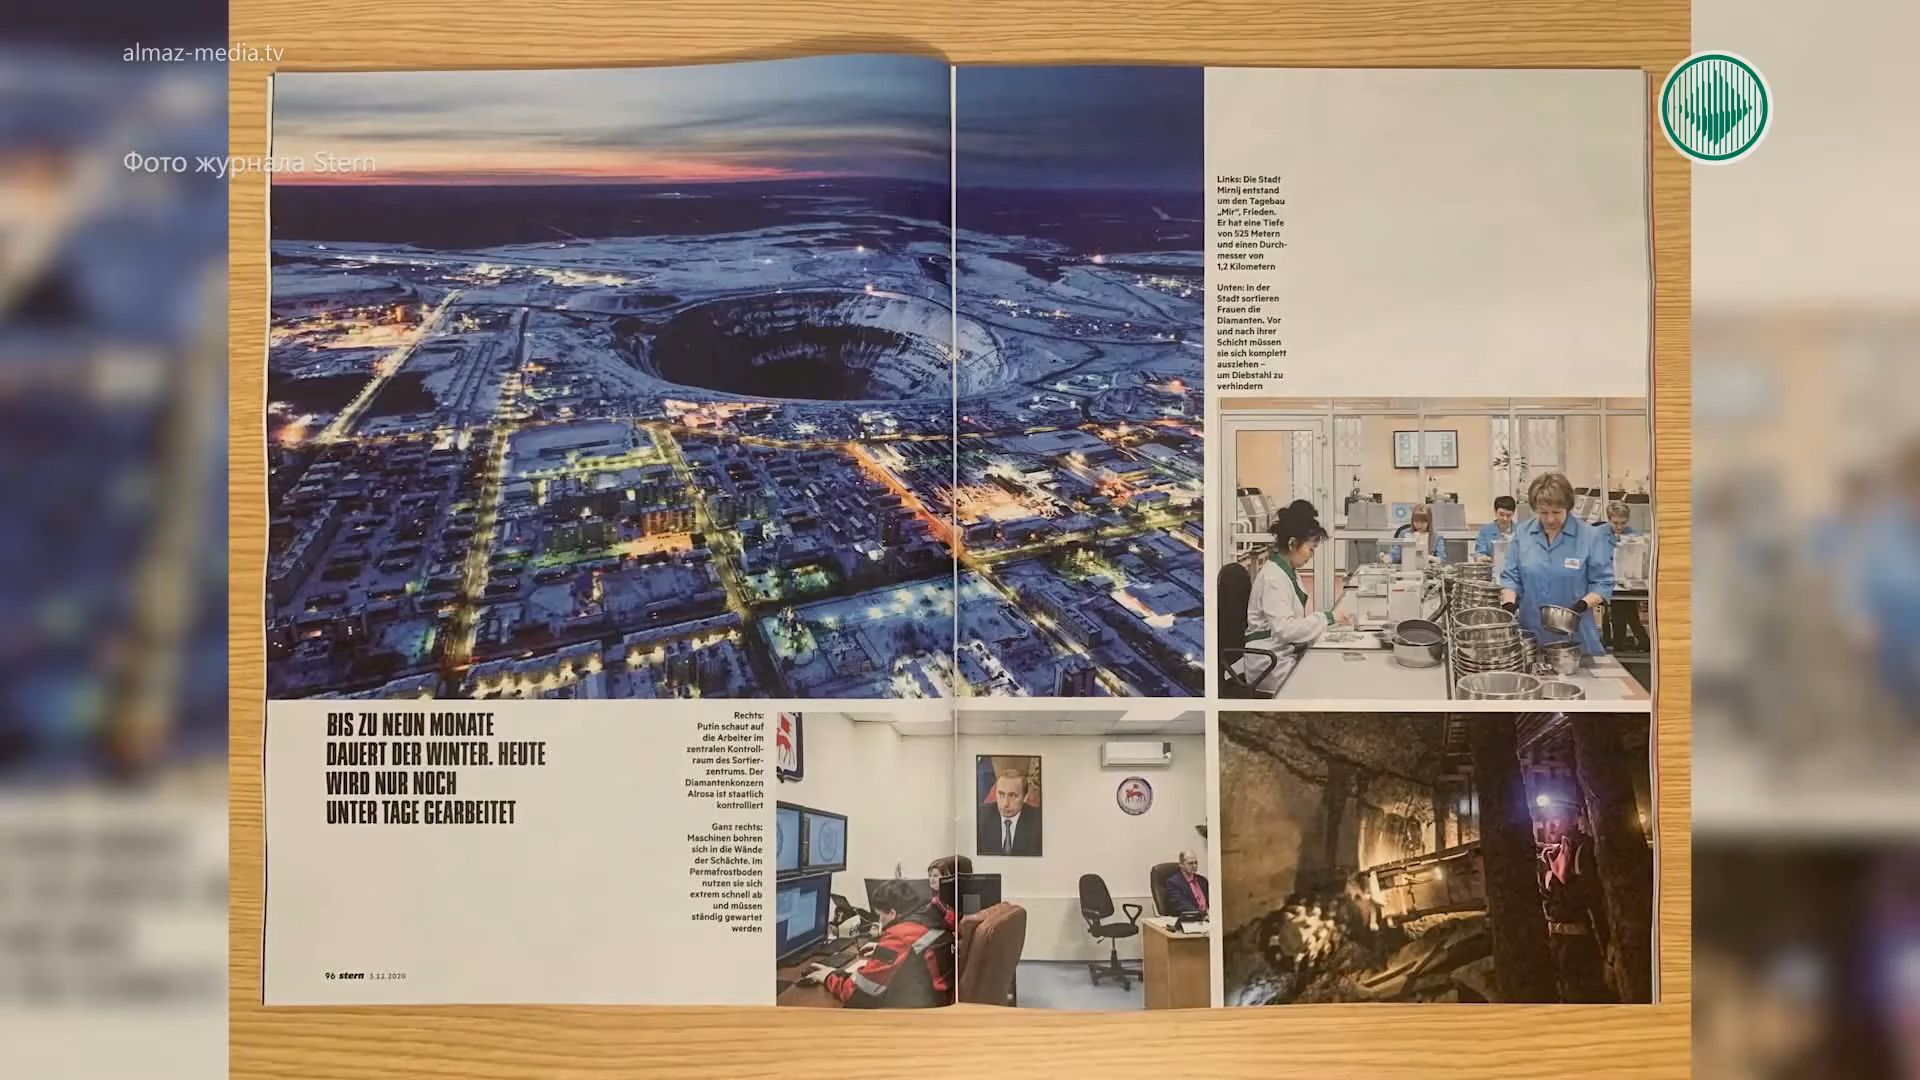 almaz-media.tv
Фото журнала Stern
Links: Die Stadt
Mirnij entstand
um den Tagebau
„Mir“, Frieden.
Er hat eine Tiefe
von 525 Metern
und einen Durch-
messer von
1,2 Kilometern
Unten: In der
Stadt sortieren
Frauen die
Diamanten. Vor
und nach ihrer
Schicht müssen
sie sich komplett
ausziehen –
um Diebstahl zu
verhindern
BIS ZU NEUN MONATE
DAUERT DER WINTER. HEUTE
WIRD NUR NOCH
UNTER TAGE GEARBEITET
Rechts:
Putin schaut auf
die Arbeiter im
zentralen Kontroll-
raum des Sortier-
zentrums. Der
Diamantenkonzern
Alrosa ist staatlich
kontrolliert
Ganz rechts:
Maschinen bohren
sich in die Wände
der Schächte. Im
Permafrostboden
nutzen sie sich
extrem schnell ab
und müssen
ständig gewartet
werden
96 stern 3.12.2020